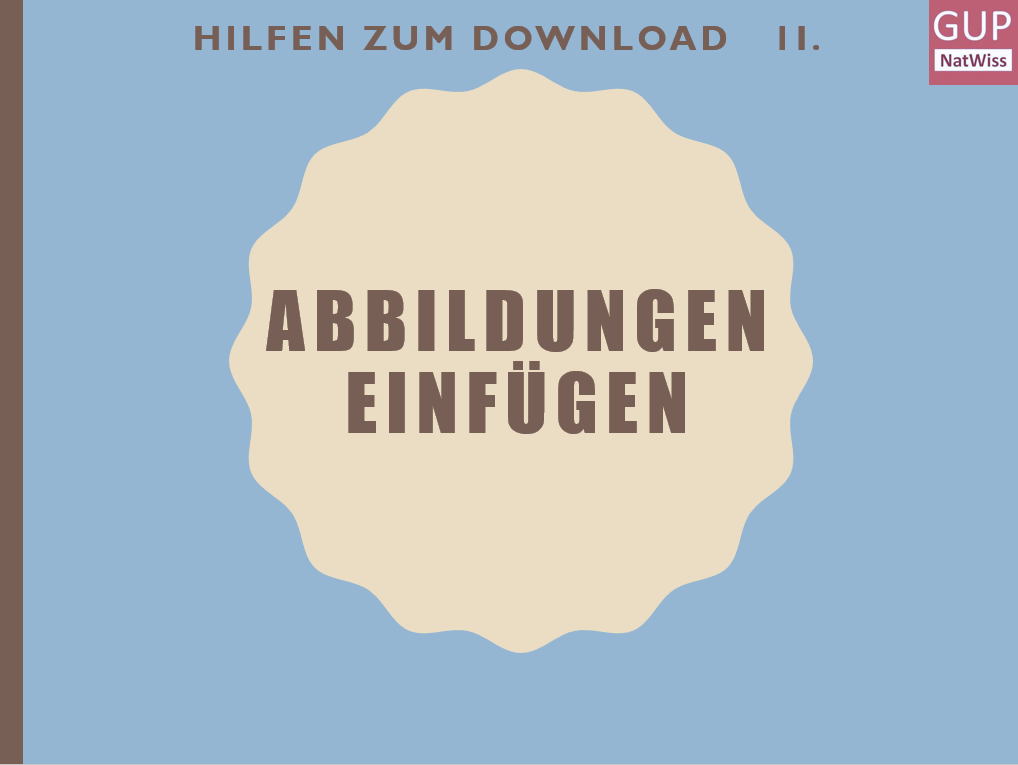 HILFEN ZUM DOWNLOAD II.
GUP
NatWiss
ABBILDUNGEN
EINFÜGEN